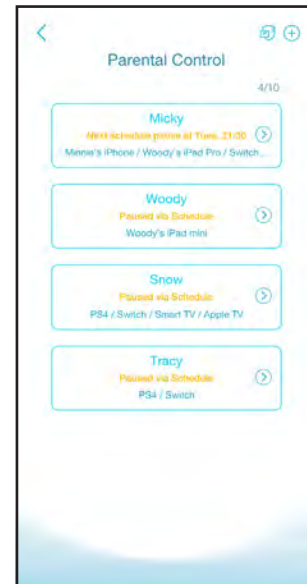 Parental Control
4/10
Micky
Next schedule pause at Tues. 21:00
Minnie's iPhone / Woody's iPad Pro / Switch...
Woody
Paused via Schedule
Woody's iPad mini
Snow
Paused via Schedule
PS4 / Switch / Smart TV / Apple TV
Tracy
Paused via Schedule
PS4 / Switch